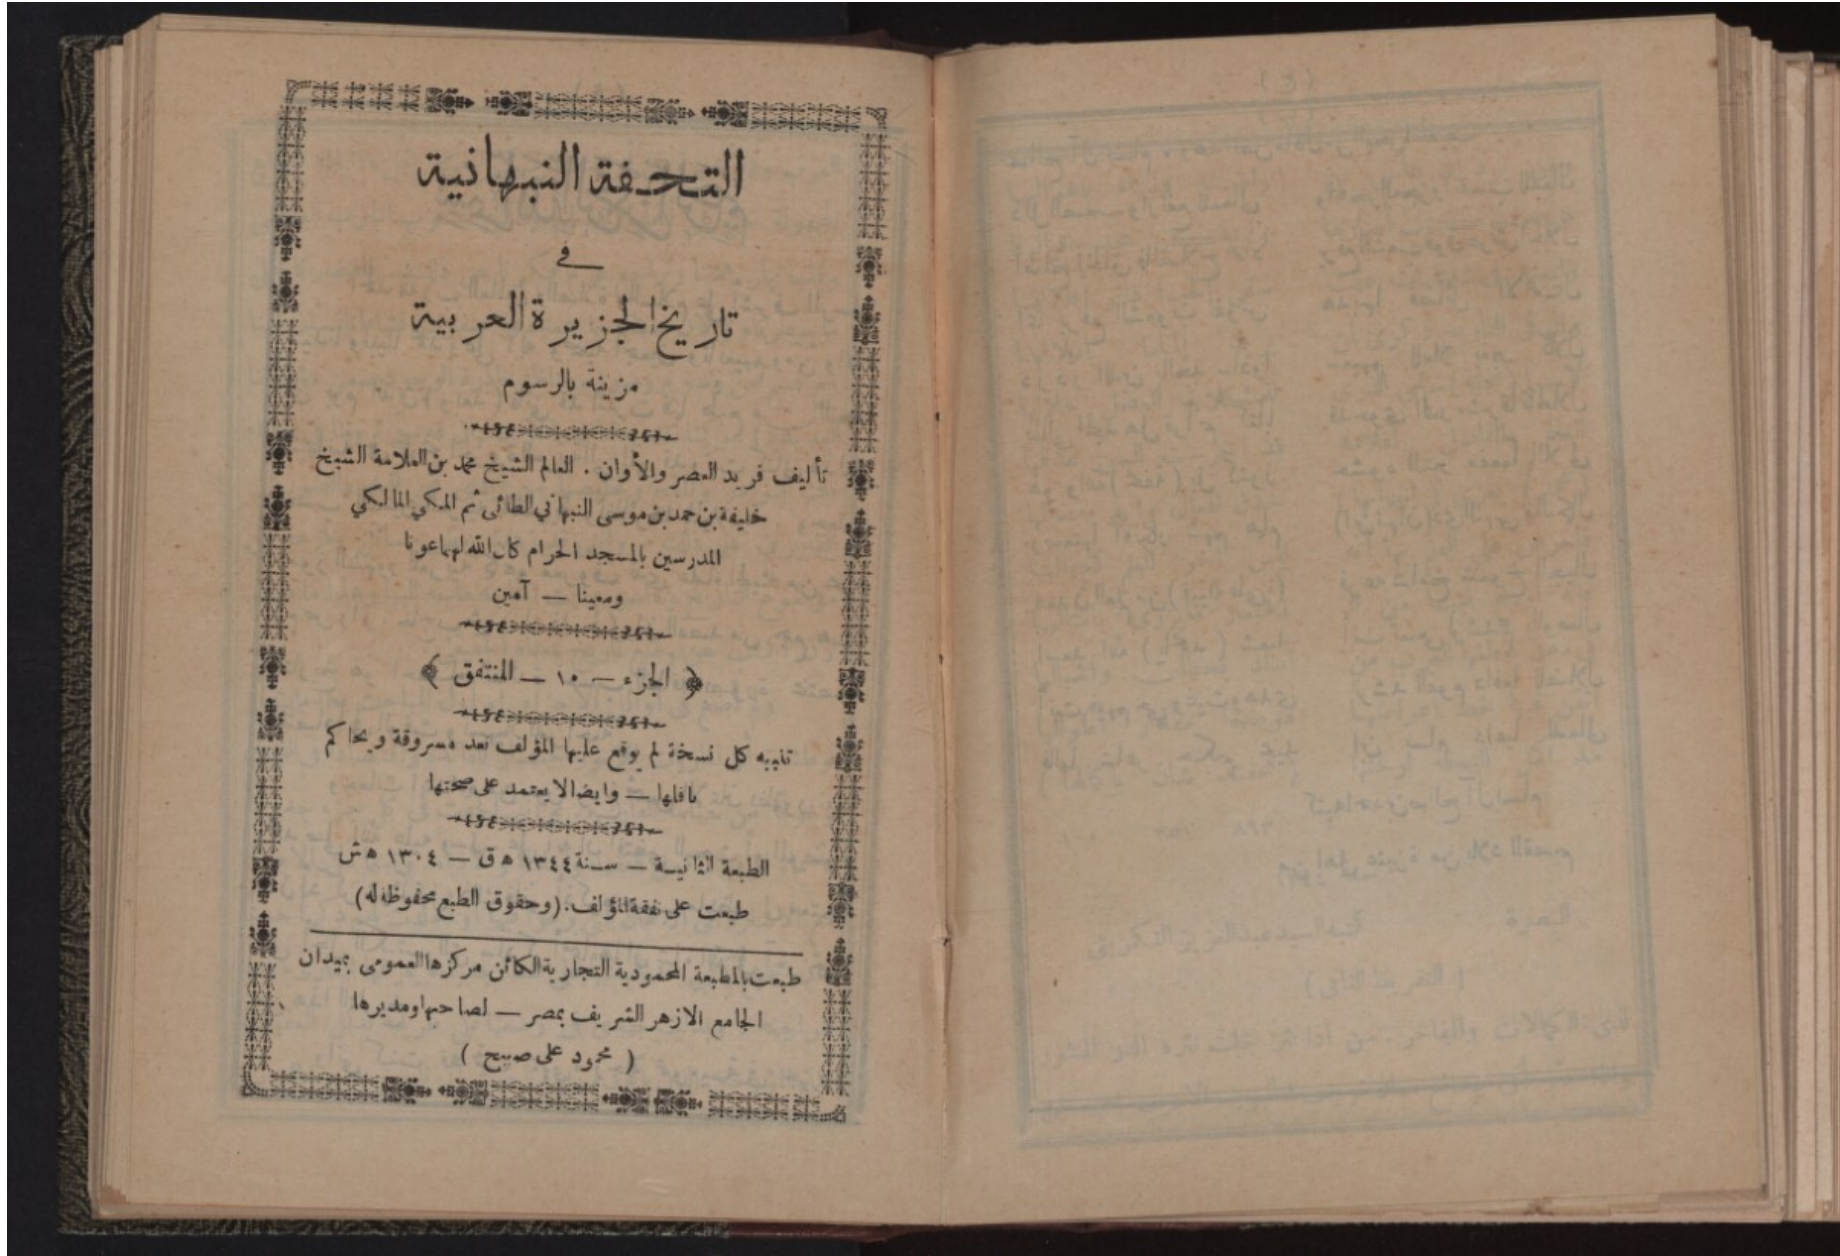 التحفة النبهانية
في
تاريخ الجزيرة العربية
مزينة بالرسوم
تأليف فريد العصر والأوان . العالم الشيخ محمد بن العلامة الشيخ
خليفة بن حمد بن موسى النبهاني الطائى ثم المكي المالكي
المدرسين بالمسجد الحرام كان الله لهما عونا
ومعينا — آمين
﴿ الجزء — ١٠ — المنتفق ﴾
تنبيه كل نسخة لم يوقع عليها المؤلف تعد مسروقة ويحاكم
ناقلها — وايضا لا يعتمد على صحتها
الطبعة الثانية — سنة ١٣٤٤ ه ق — ١٣٠٤ ه ش
طبعت على نفقة المؤلف. (وحقوق الطبع محفوظة له)
طبعت بالمطبعة المحمودية التجارية الكائن مركزها العمومى بميدان
الجامع الازهر الشريف بمصر — لصاحبها ومديرها
( محمود على صبيح )